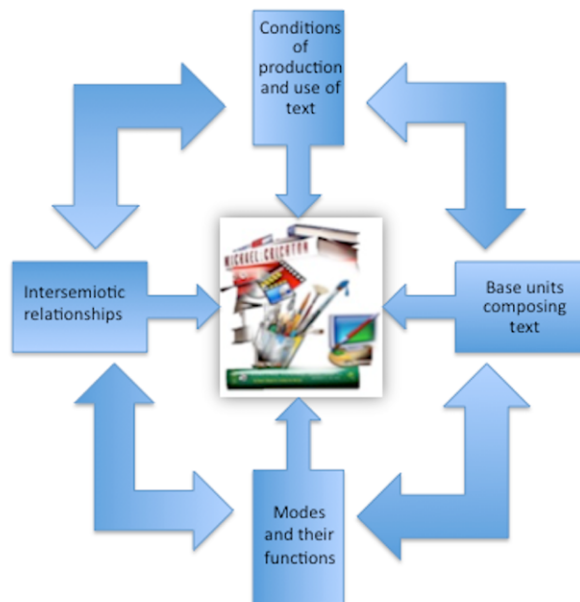 Conditions
of
production
and use of
text
MICHAEL CRICHTON
Intersemiotic
relationships
Base units
composing
text
Modes
and their
functions